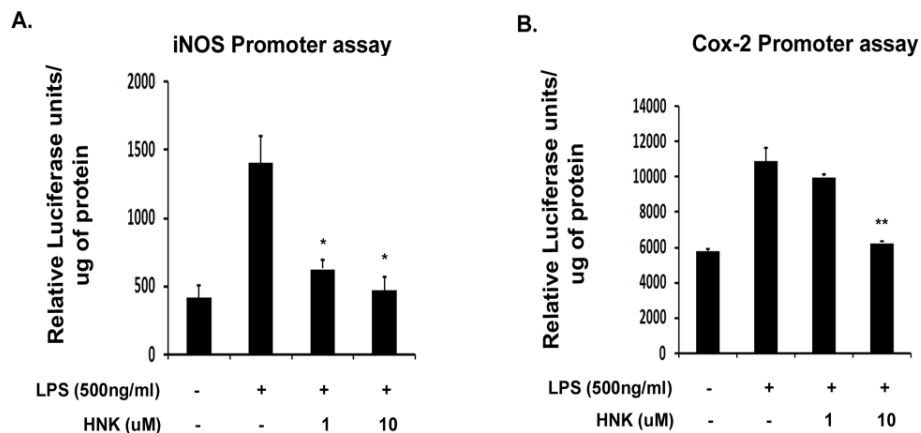 A.
iNOS Promoter assay
Relative Luciferase units/
ug of protein
2000
1500
1000
500
0
*
*
LPS (500ng/ml) - + + +
HNK (uM) - - 1 10
B.
Cox-2 Promoter assay
Relative Luciferase units/
ug of protein
14000
12000
10000
8000
6000
4000
2000
0
**
LPS (500ng/ml) - + + +
HNK (uM) - - 1 10